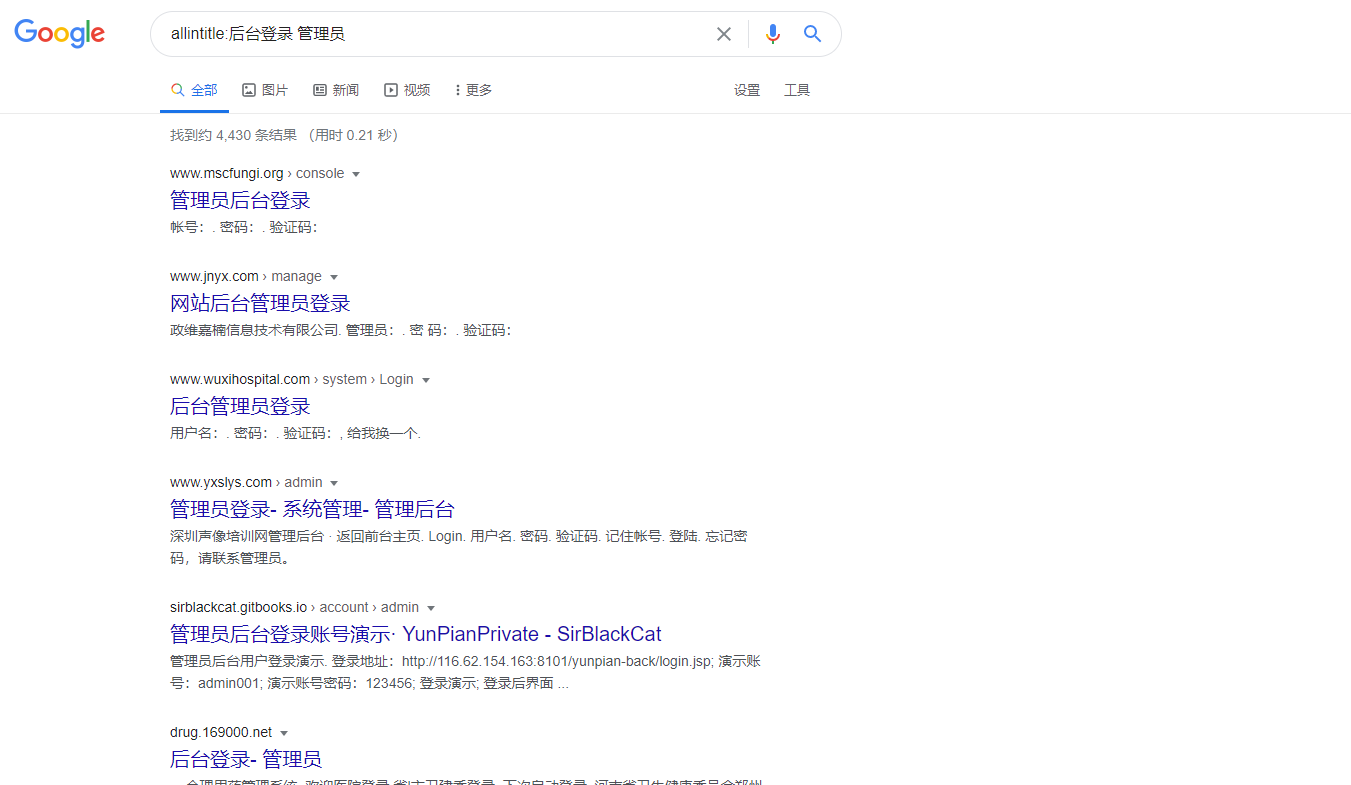 Google
allintitle:后台登录 管理员
全部 图片 新闻 视频 更多 设置 工具
找到约 4,430 条结果 （用时 0.21 秒）
www.mscfungi.org › console
管理员后台登录
帐号：. 密码：. 验证码：
www.jnyx.com › manage
网站后台管理员登录
政维嘉楠信息技术有限公司. 管理员：. 密 码：. 验证码：
www.wuxihospital.com › system › Login
后台管理员登录
用户名：. 密码：. 验证码：, 给我换一个.
www.yxslys.com › admin
管理员登录- 系统管理- 管理后台
深圳声像培训网管理后台 · 返回前台主页. Login. 用户名. 密码. 验证码. 记住帐号. 登陆. 忘记密
码，请联系管理员。
sirblackcat.gitbooks.io › account › admin
管理员后台登录账号演示· YunPianPrivate - SirBlackCat
管理员后台用户登录演示. 登录地址：http://116.62.154.163:8101/yunpian-back/login.jsp; 演示账
号：admin001; 演示账号密码：123456; 登录演示; 登录后界面 ...
drug.169000.net
后台登录- 管理员